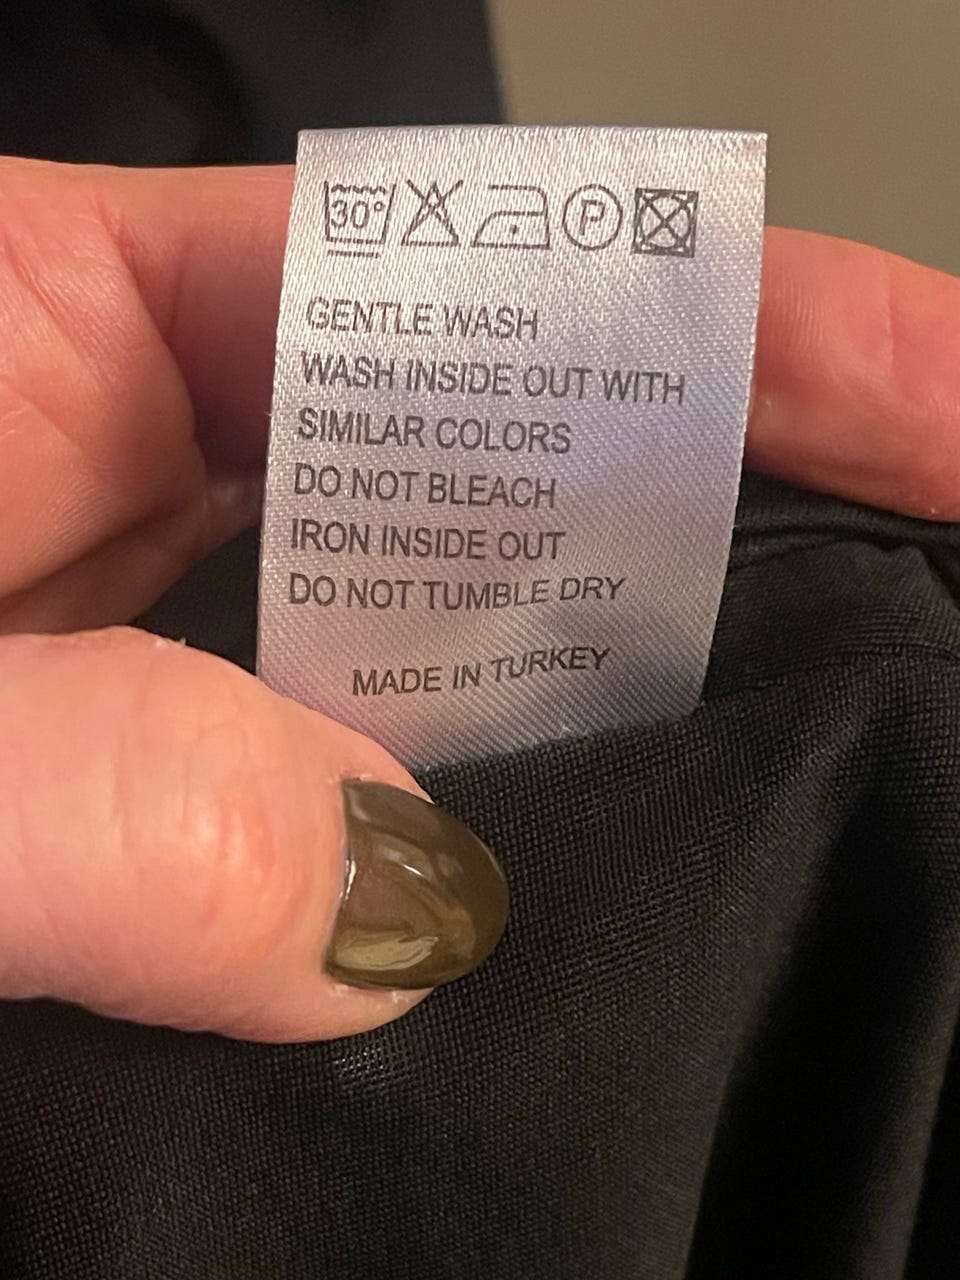 30°
P
GENTLE WASH
WASH INSIDE OUT WITH
SIMILAR COLORS
DO NOT BLEACH
IRON INSIDE OUT
DO NOT TUMBLE DRY
MADE IN TURKEY